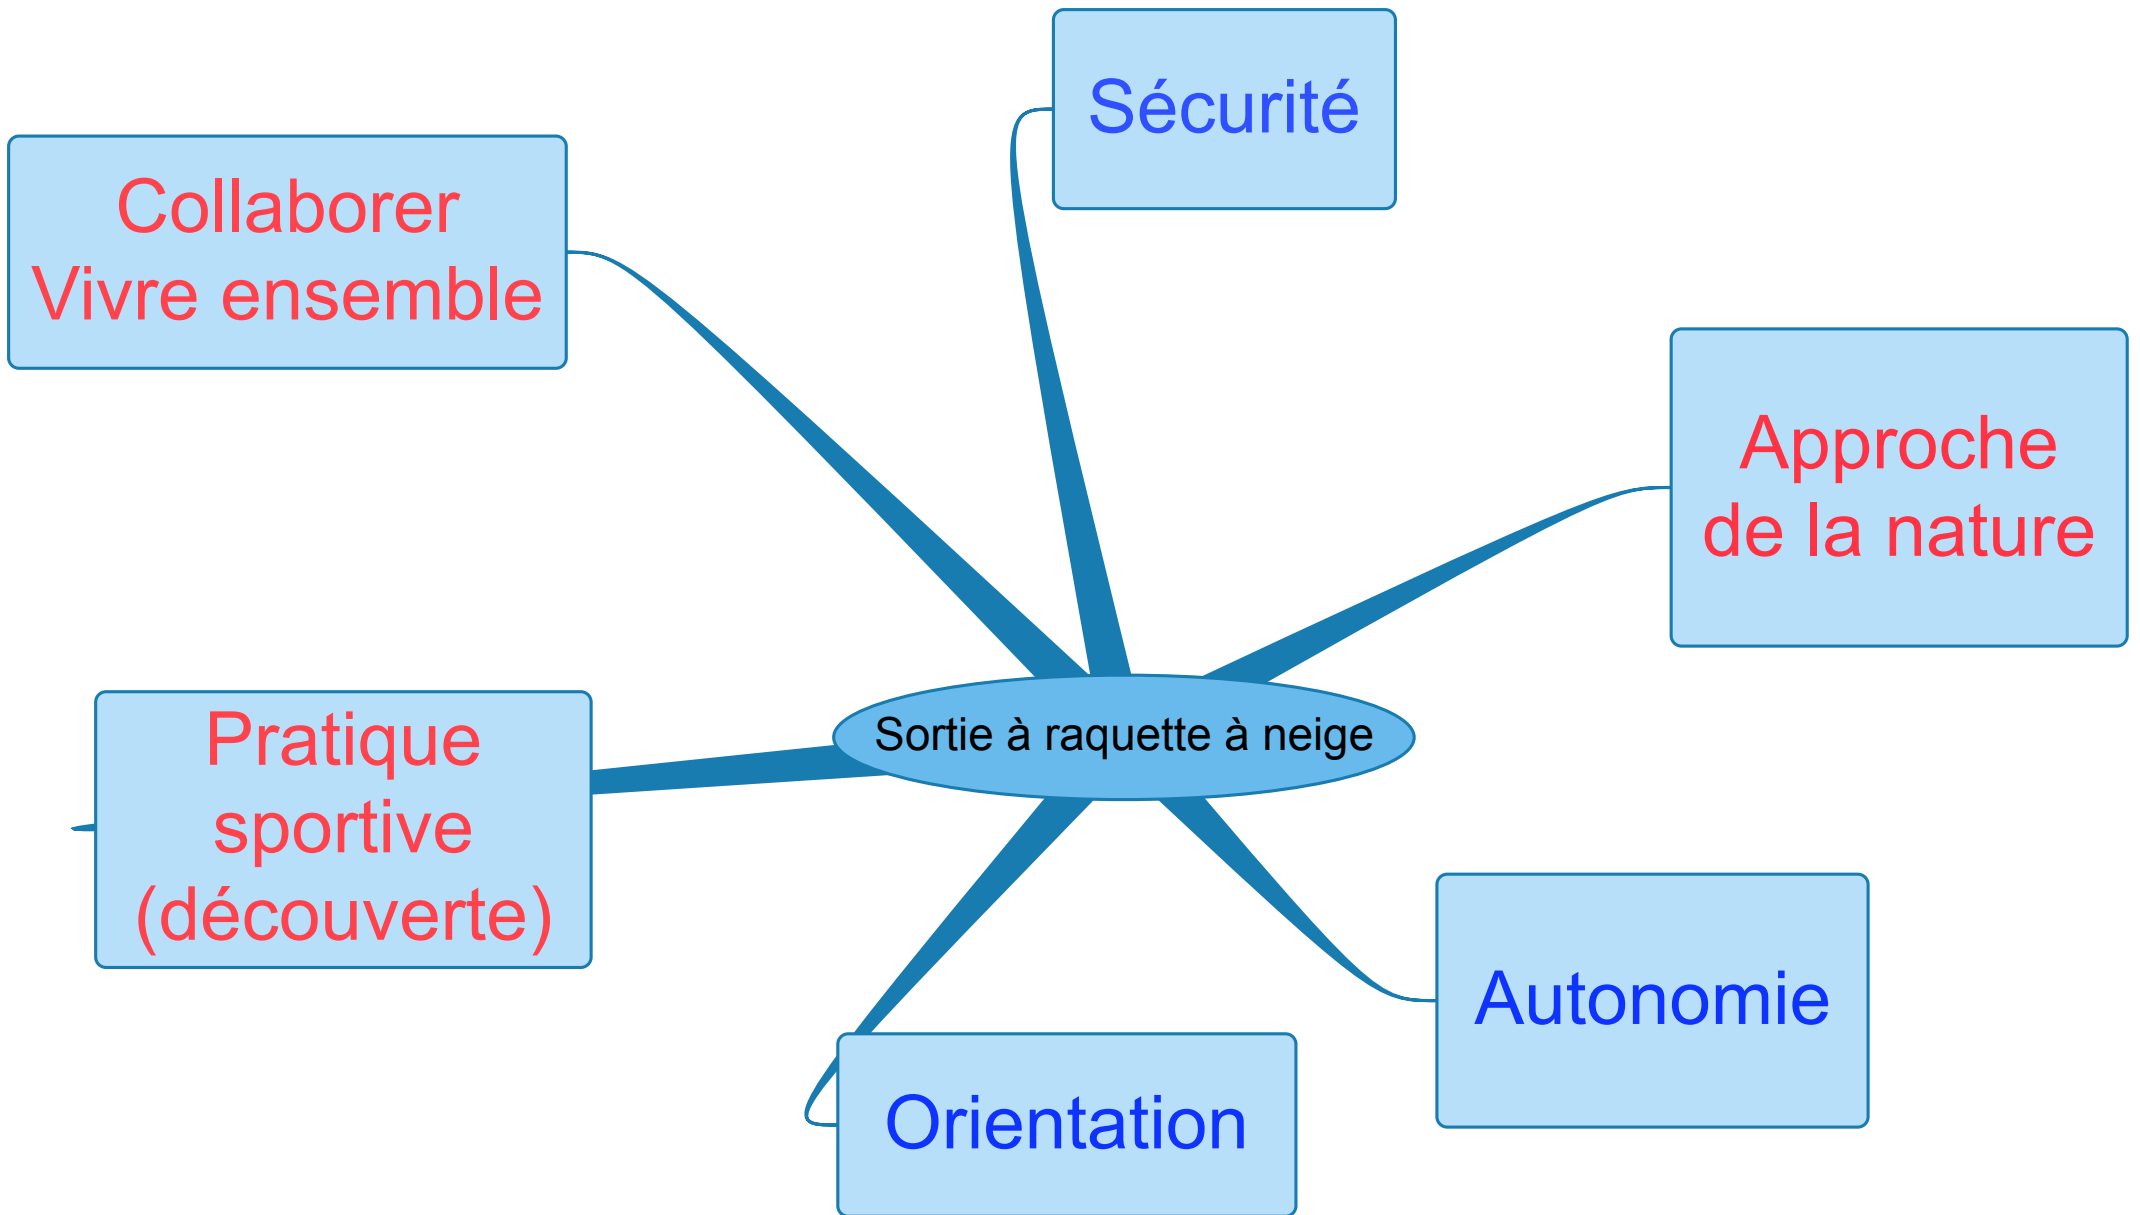 Sécurité
Collaborer
Vivre ensemble
Approche
de la nature
Sortie à raquette à neige
Pratique
sportive
(découverte)
Autonomie
Orientation